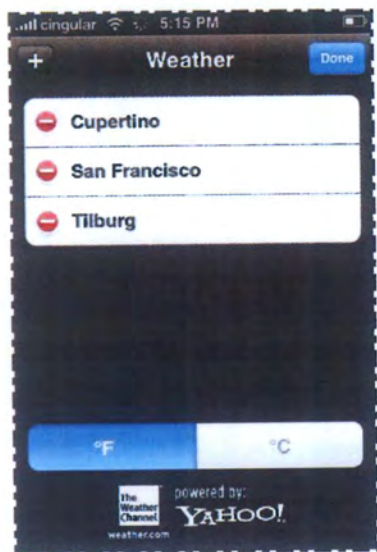 cingular 5:15 PM
+ Weather Done
Cupertino
San Francisco
Tilburg
°F °C
The
Weather
Channel
weather.com
powered by:
YAHOO!